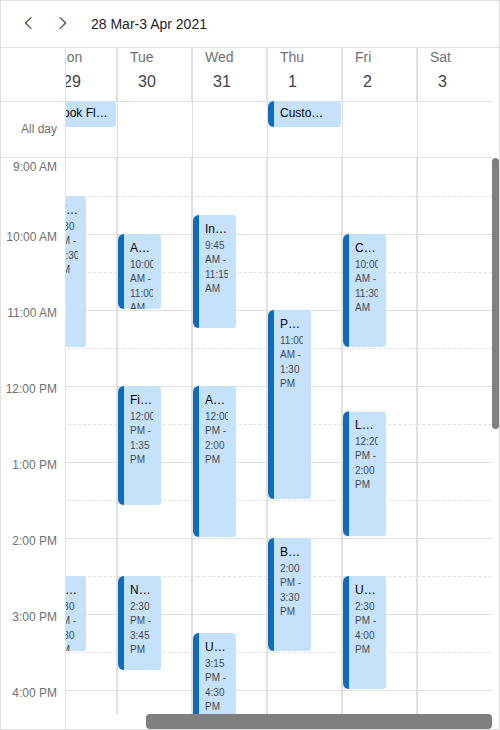 28 Mar-3 Apr 2021
on Tue Wed Thu Fri Sat
29 30 31 1 2 3
All day
ook Fl...
Custo...
9:00 AM
10:00 AM
11:00 AM
12:00 PM
1:00 PM
2:00 PM
3:00 PM
4:00 PM
A...
10:00
AM -
11:00
AM
Fi...
12:00
PM -
1:35
PM
N...
2:30
PM -
3:45
PM
In...
9:45
AM -
11:15
AM
A...
12:00
PM -
2:00
PM
U...
3:15
PM -
4:30
PM
P...
11:00
AM -
1:30
PM
B...
2:00
PM -
3:30
PM
C...
10:00
AM -
11:30
AM
L...
12:20
PM -
2:00
PM
U...
2:30
PM -
4:00
PM